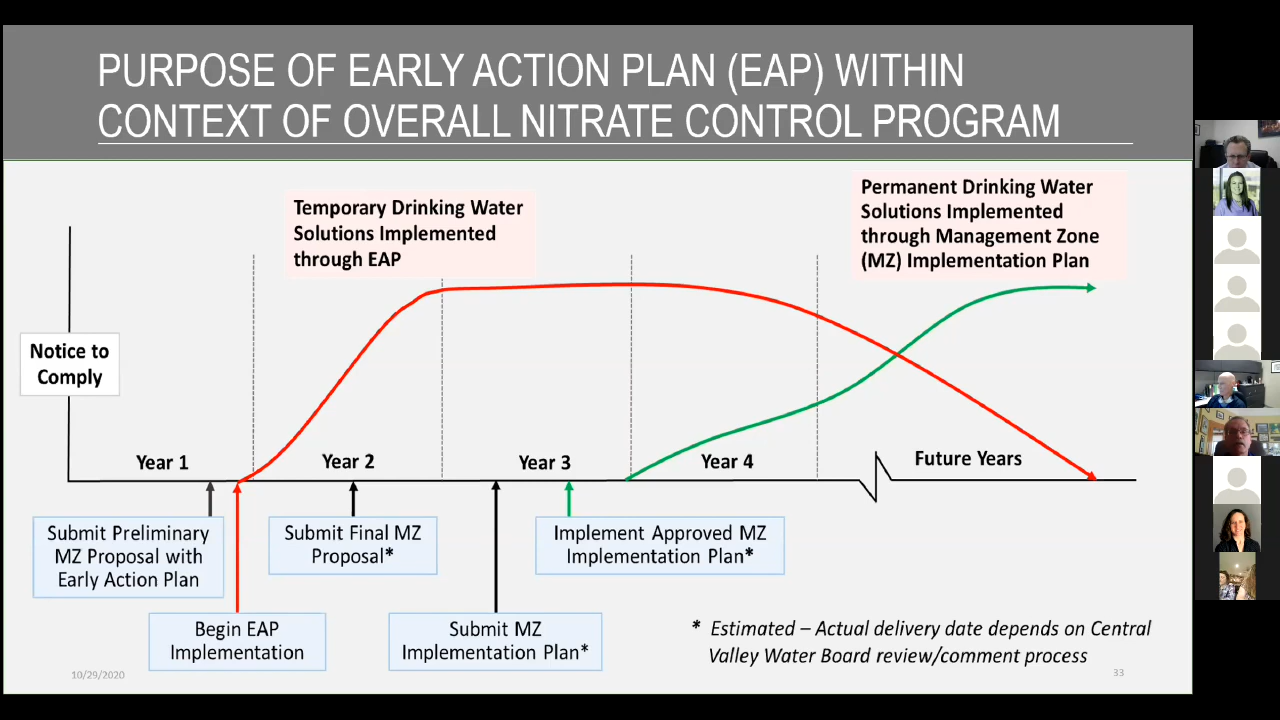 PURPOSE OF EARLY ACTION PLAN (EAP) WITHIN
CONTEXT OF OVERALL NITRATE CONTROL PROGRAM
Temporary Drinking Water
Solutions Implemented
through EAP
Permanent Drinking Water
Solutions Implemented
through Management Zone
(MZ) Implementation Plan
Notice to
Comply
Year 1
Year 2
Year 3
Year 4
Future Years
Submit Preliminary
MZ Proposal with
Early Action Plan
Submit Final MZ
Proposal*
Implement Approved MZ
Implementation Plan*
Begin EAP
Implementation
Submit MZ
Implementation Plan*
* Estimated – Actual delivery date depends on Central
Valley Water Board review/comment process
10/29/2020
33